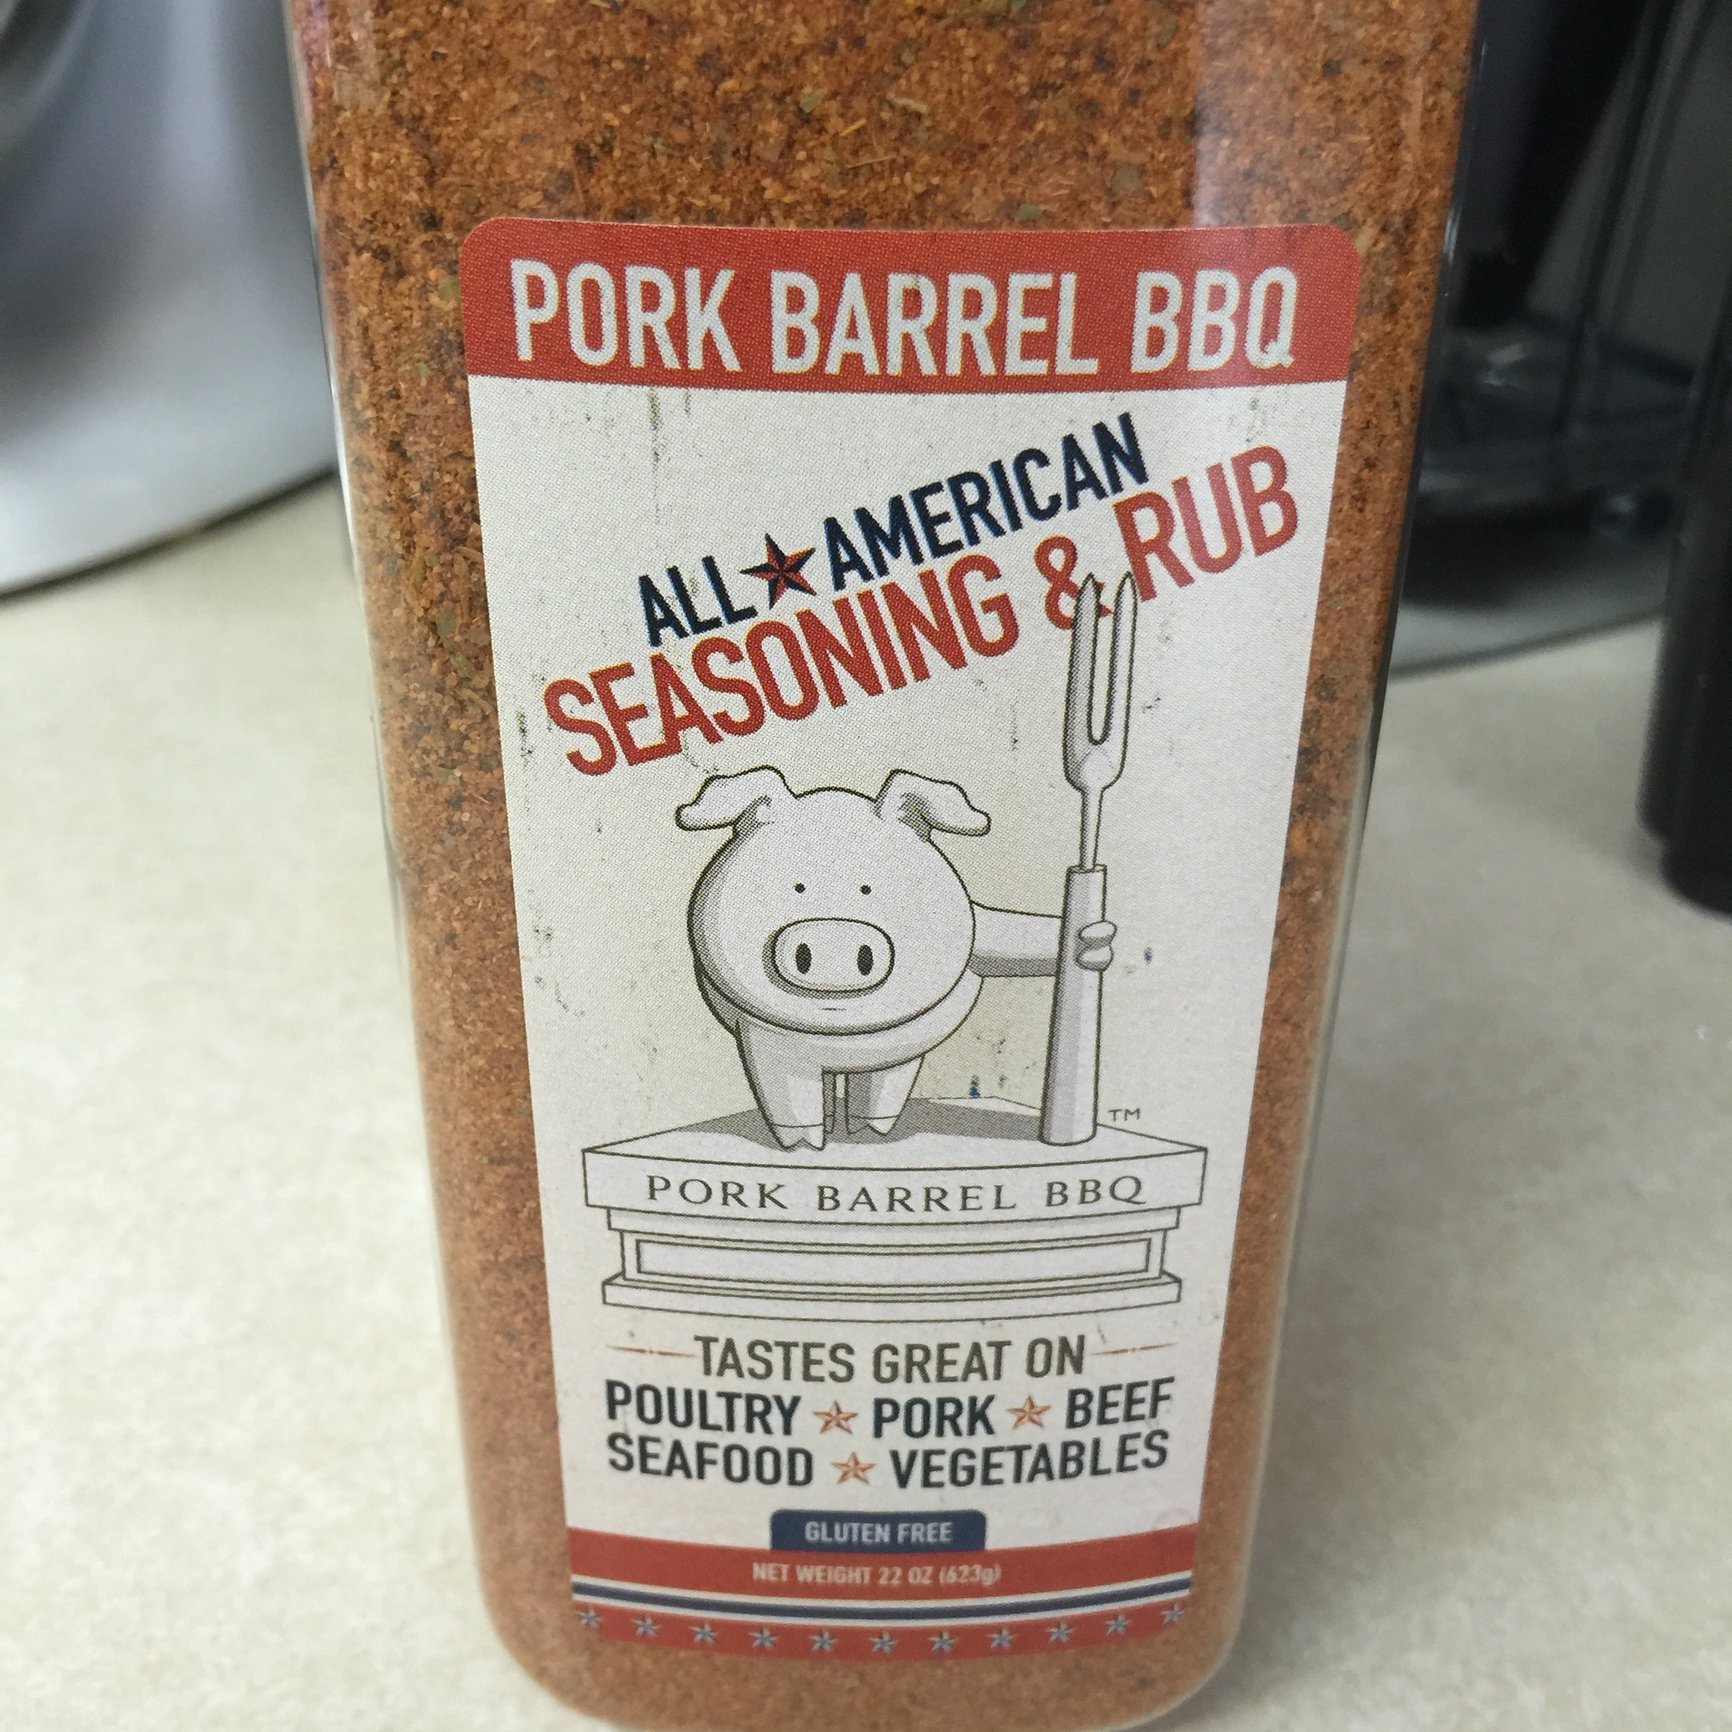 PORK BARREL BBQ
ALL AMERICAN
SEASONING & RUB
TM
PORK BARREL BBQ
TASTES GREAT ON
POULTRY PORK BEEF
SEAFOOD VEGETABLES
GLUTEN FREE
NET WEIGHT 22 OZ (623g)